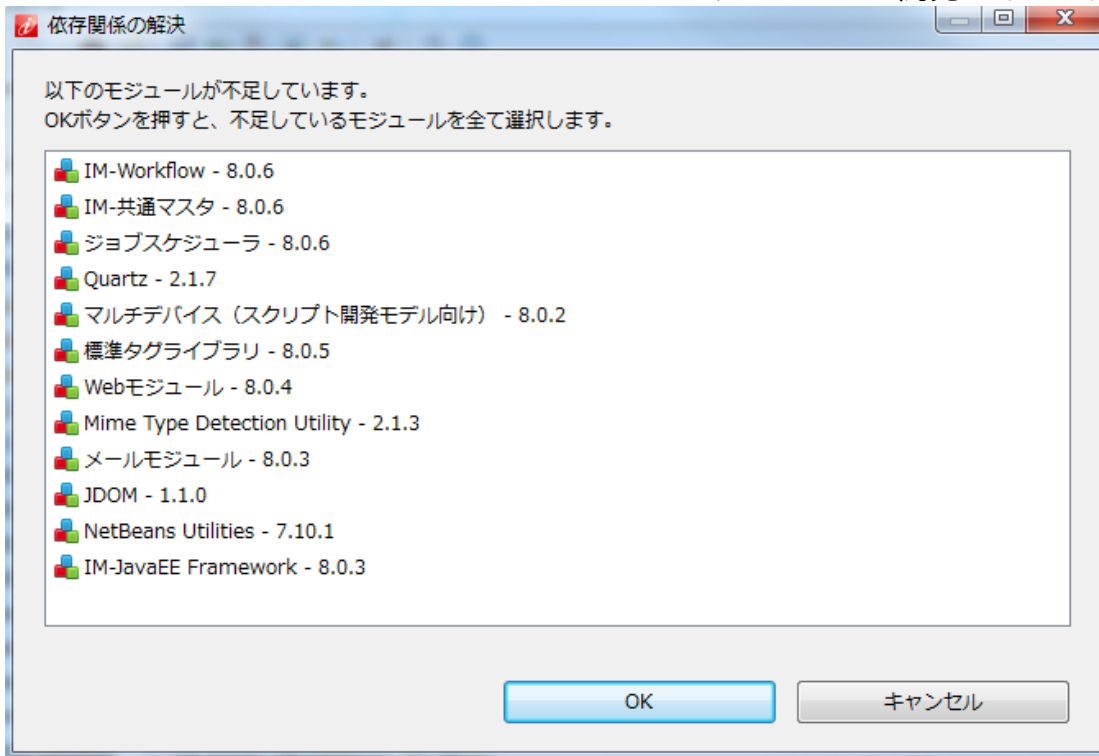 依存関係の解決
以下のモジュールが不足しています。
OKボタンを押すと、不足しているモジュールを全て選択します。
IM-Workflow - 8.0.6
IM-共通マスタ - 8.0.6
ジョブスケジューラ - 8.0.6
Quartz - 2.1.7
マルチデバイス（スクリプト開発モデル向け） - 8.0.2
標準タグライブラリ - 8.0.5
Webモジュール - 8.0.4
Mime Type Detection Utility - 2.1.3
メールモジュール - 8.0.3
JDOM - 1.1.0
NetBeans Utilities - 7.10.1
IM-JavaEE Framework - 8.0.3
OK
キャンセル